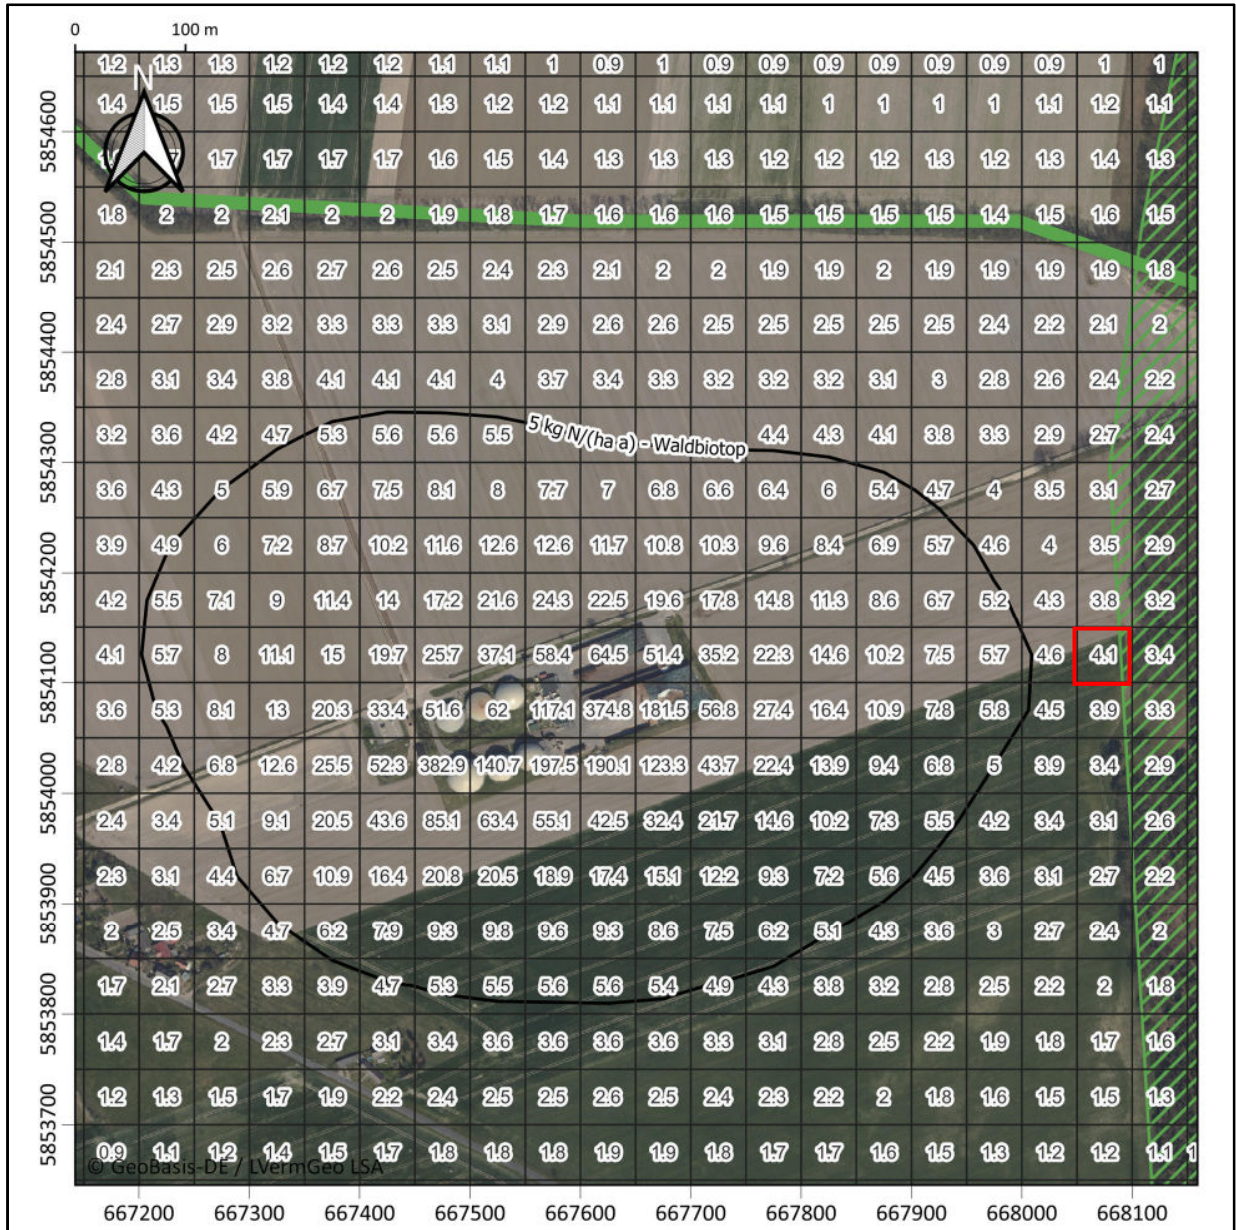 0 100 m
1.2 1.3 1.3 1.2 1.2 1.2 1.1 1.1 1 0.9 1 0.9 0.9 0.9 0.9 0.9 0.9 0.9 1 1
N
5854600
1.4 1.5 1.5 1.5 1.4 1.4 1.3 1.2 1.2 1.1 1.1 1.1 1.1 1 1 1 1 1.1 1.2 1.1
1.7 1.7 1.7 1.7 1.6 1.5 1.4 1.3 1.3 1.3 1.2 1.2 1.2 1.3 1.2 1.3 1.4 1.3
5854500
1.8 2 2 2.1 2 2 1.9 1.8 1.7 1.6 1.6 1.6 1.5 1.5 1.5 1.5 1.4 1.5 1.6 1.5
2.1 2.3 2.5 2.6 2.7 2.6 2.5 2.4 2.3 2.1 2 2 1.9 1.9 2 1.9 1.9 1.9 1.9 1.8
5854400
2.4 2.7 2.9 3.2 3.3 3.3 3.3 3.1 2.9 2.6 2.6 2.5 2.5 2.5 2.5 2.5 2.4 2.2 2.1 2
2.8 3.1 3.4 3.8 4.1 4.1 4.1 4 3.7 3.4 3.3 3.2 3.2 3.2 3.1 3 2.8 2.6 2.4 2.2
5854300
3.2 3.6 4.2 4.7 5.3 5.6 5.6 5.5 5 kg N/(ha a) - Waldbiotop 4.4 4.3 4.1 3.8 3.3 2.9 2.7 2.4
3.6 4.3 5 5.9 6.7 7.5 8.1 8 7.7 7 6.8 6.6 6.4 6 5.4 4.7 4 3.5 3.1 2.7
5854200
3.9 4.9 6 7.2 8.7 10.2 11.6 12.6 12.6 11.7 10.8 10.3 9.6 8.4 6.9 5.7 4.6 4 3.5 2.9
4.2 5.5 7.1 9 11.4 14 17.2 21.6 24.3 22.5 19.6 17.8 14.8 11.3 8.6 6.7 5.2 4.3 3.8 3.2
5854100
4.1 5.7 8 11.1 15 19.7 25.7 37.1 58.4 64.5 51.4 35.2 22.3 14.6 10.2 7.5 5.7 4.6 4.1 3.4
3.6 5.3 8.1 13 20.3 33.4 51.6 62 117.1 374.8 181.5 56.8 27.4 16.4 10.9 7.8 5.8 4.5 3.9 3.3
5854000
2.8 4.2 6.8 12.6 25.5 52.3 382.9 140.7 197.5 190.1 123.3 43.7 22.4 13.9 9.4 6.8 5 3.9 3.4 2.9
2.4 3.4 5.1 9.1 20.5 43.6 85.1 63.4 55.1 42.5 32.4 21.7 14.6 10.2 7.3 5.5 4.2 3.4 3.1 2.6
5853900
2.3 3.1 4.4 6.7 10.9 16.4 20.8 20.5 18.9 17.4 15.1 12.2 9.3 7.2 5.6 4.5 3.6 3.1 2.7 2.2
2 2.5 3.4 4.7 6.2 7.9 9.3 9.8 9.6 9.3 8.6 7.5 6.2 5.1 4.3 3.6 3 2.7 2.4 2
5853800
1.7 2.1 2.7 3.3 3.9 4.7 5.3 5.5 5.6 5.6 5.4 4.9 4.3 3.8 3.2 2.8 2.5 2.2 2 1.8
1.4 1.7 2 2.3 2.7 3.1 3.4 3.6 3.6 3.6 3.6 3.3 3.1 2.8 2.5 2.2 1.9 1.8 1.7 1.6
5853700
1.2 1.3 1.5 1.7 1.9 2.2 2.4 2.5 2.5 2.6 2.5 2.4 2.3 2.2 2 1.8 1.6 1.5 1.5 1.3
0.9 1.1 1.2 1.4 1.5 1.7 1.8 1.8 1.8 1.9 1.9 1.8 1.7 1.7 1.6 1.5 1.3 1.2 1.2 1.1 1
© GeoBasis-DE / LVermGeo LSA
667200 667300 667400 667500 667600 667700 667800 667900 668000 668100